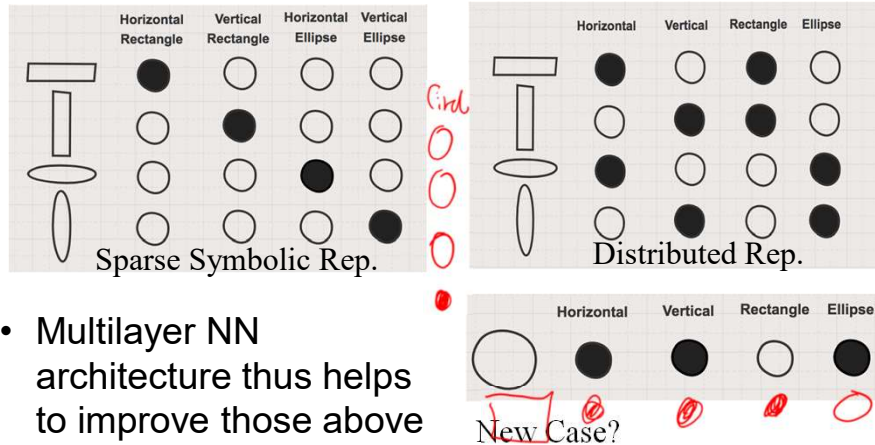 Horizontal Rectangle
Vertical Rectangle
Horizontal Ellipse
Vertical Ellipse
Sparse Symbolic Rep.
Horizontal Vertical Rectangle Ellipse
Distributed Rep.
• Multilayer NN
architecture thus helps
to improve those above
Horizontal Vertical Rectangle Ellipse
New Case?